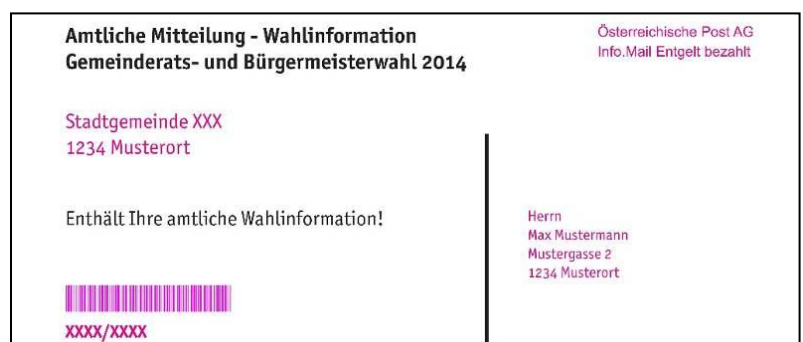 Amtliche Mitteilung - Wahlinformation
Gemeinderats- und Bürgermeisterwahl 2014
Österreichische Post AG
Info.Mail Entgelt bezahlt
Stadtgemeinde XXX
1234 Musterort
Enthält Ihre amtliche Wahlinformation!
Herrn
Max Mustermann
Mustergasse 2
1234 Musterort
XXXX/XXXX